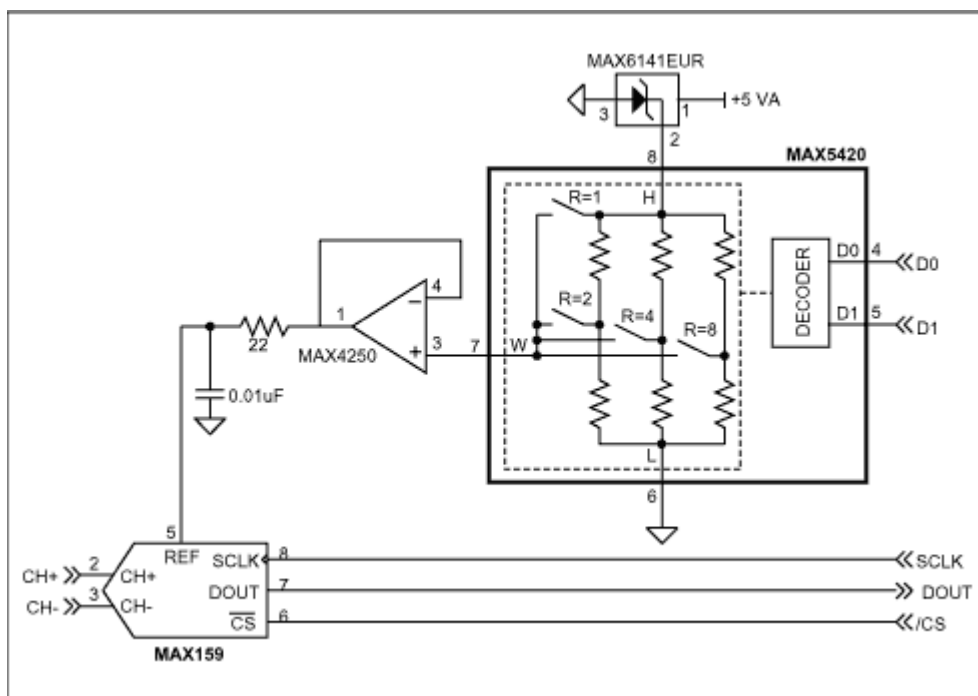 MAX6141EUR
+5 VA
3
1
2
8
MAX5420
R=1
H
R=2
R=4
R=8
W
L
DECODER
D0
4
D0
D1
5
D1
7
6
4
1
3
22
MAX4250
0.01uF
5
REF
CH+
2
CH+
CH-
3
CH-
SCLK
8
SCLK
DOUT
7
DOUT
CS
6
/CS
MAX159